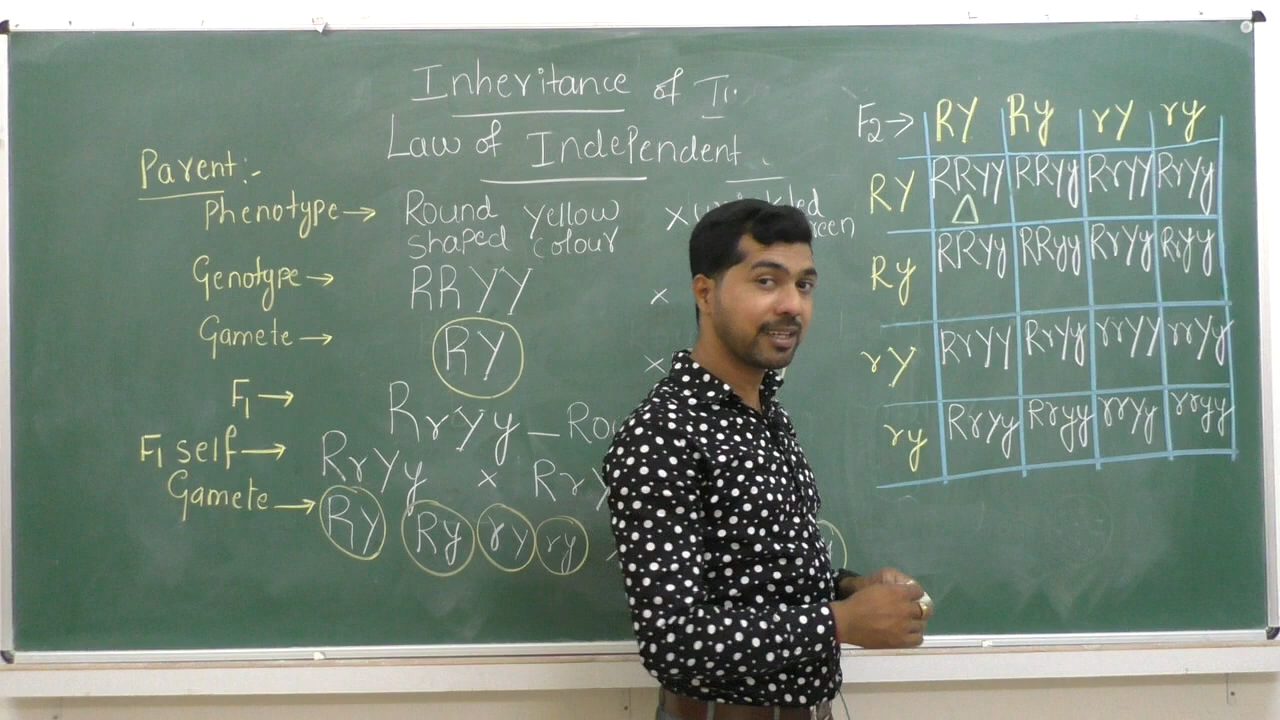 Inheritance of
Law of Independent
Parent:-
Phenotype → Round shaped yellow colour x
Genotype → RRYY x
Gamete → RY x
F1 → RrYy —
F1 self → RrYy x
Gamete → RY Ry rY ry
F2 → RY Ry rY ry
RY RRYY RRYy RrYY RrYy
Ry RRYy RRyy RrYy Rryy
rY RrYY RrYy rrYY rrYy
ry RrYy Rryy rrYy rryy